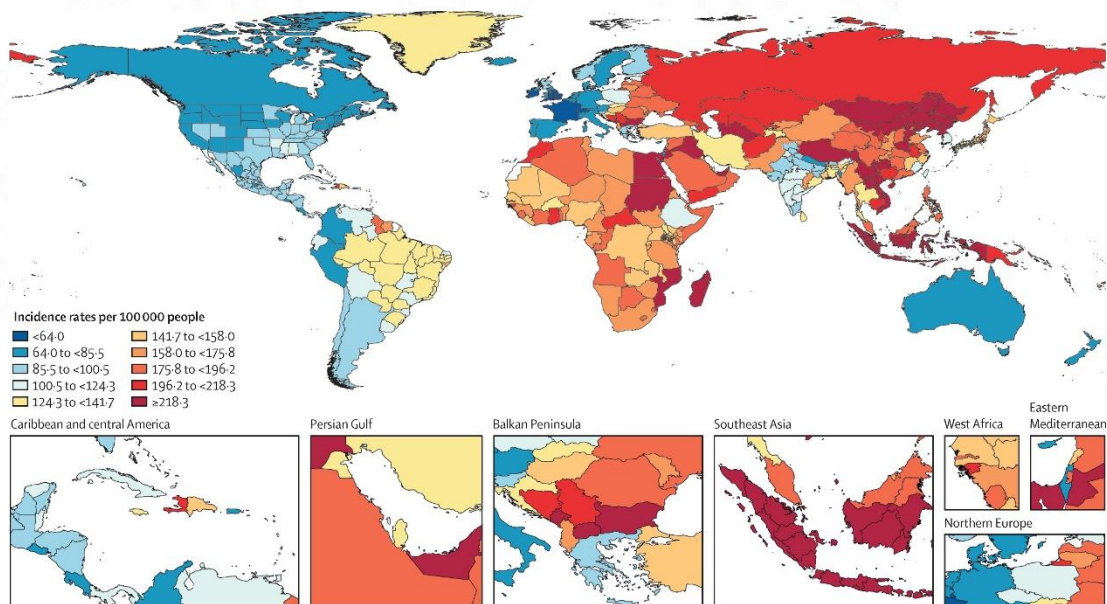 Incidence rates per 100 000 people
<64·0
64·0 to <85·5
85·5 to <100·5
100·5 to <124·3
124·3 to <141·7
141·7 to <158·0
158·0 to <175·8
175·8 to <196·2
196·2 to <218·3
≥218·3
Caribbean and central America
Persian Gulf
Balkan Peninsula
Southeast Asia
West Africa
Eastern
Mediterranean
Northern Europe